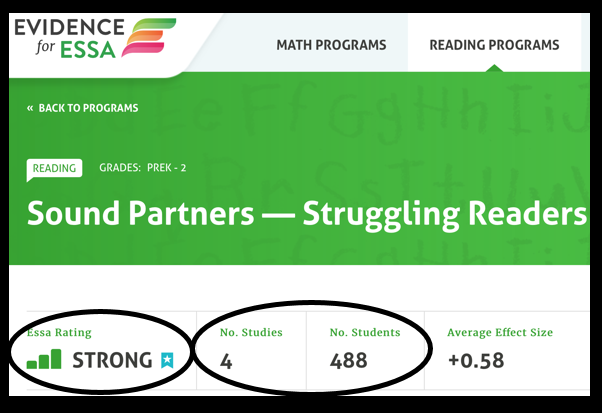 EVIDENCE
for ESSA
MATH PROGRAMS
READING PROGRAMS
« BACK TO PROGRAMS
READING
GRADES: PREK - 2
Sound Partners — Struggling Readers
Essa Rating
No. Studies
No. Students
Average Effect Size
STRONG
4
488
+0.58